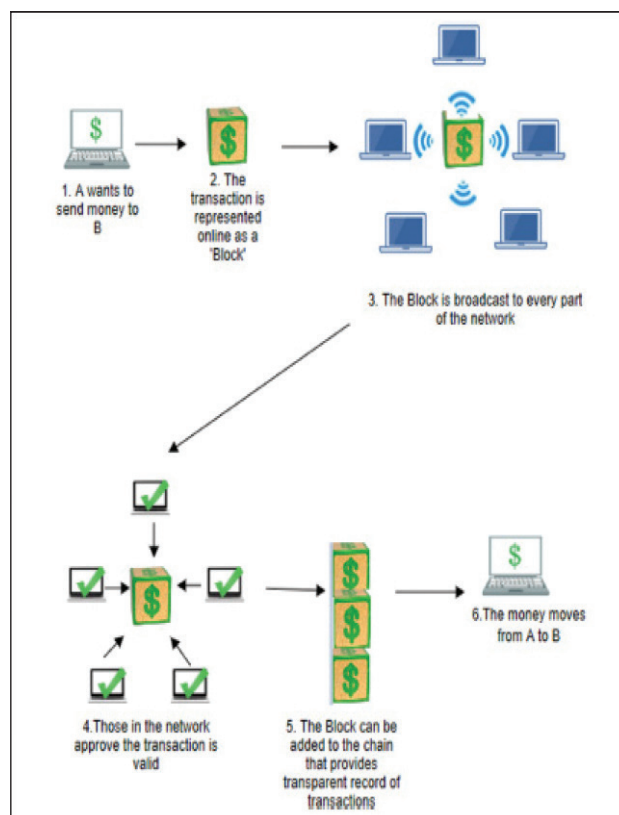 $
$
$
1. A wants to
send money to
B
2. The
transaction is
represented
online as a
'Block'
3. The Block is broadcast to every part
of the network
$
$
$
$
$
4.Those in the network
approve the transaction is
valid
5. The Block can be
added to the chain
that provides
transparent record of
transactions
6.The money moves
from A to B